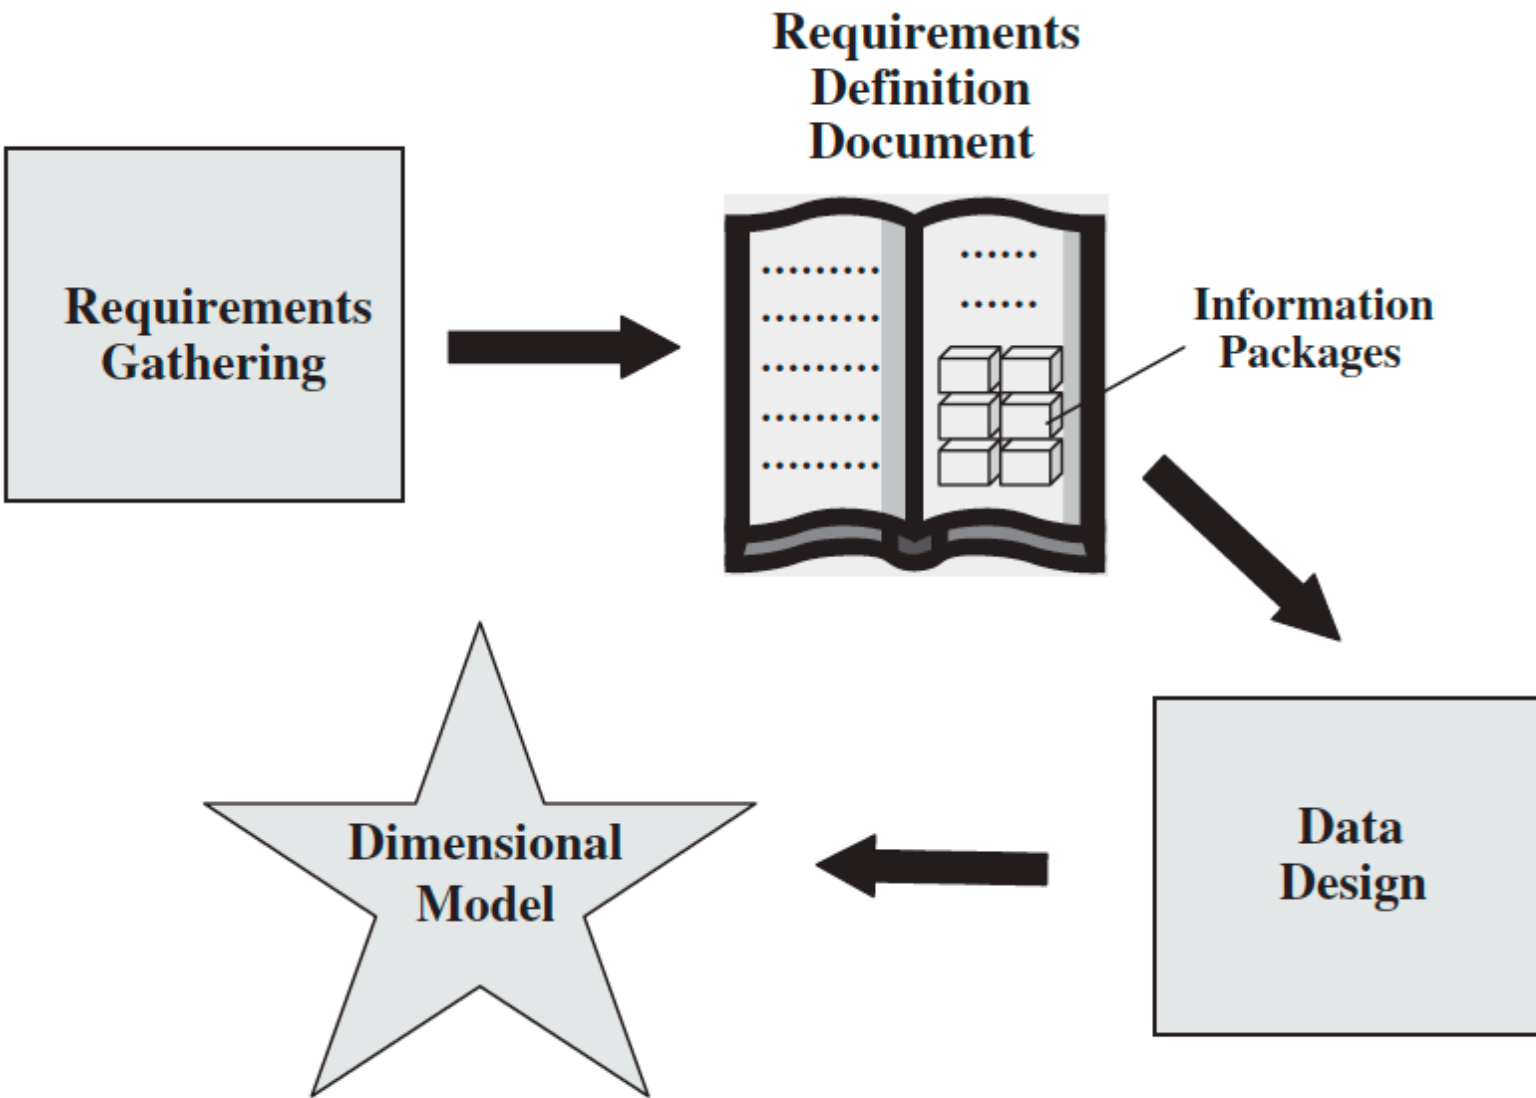 Requirements
Definition
Document
Requirements
Gathering
Information
Packages
Dimensional
Model
Data
Design